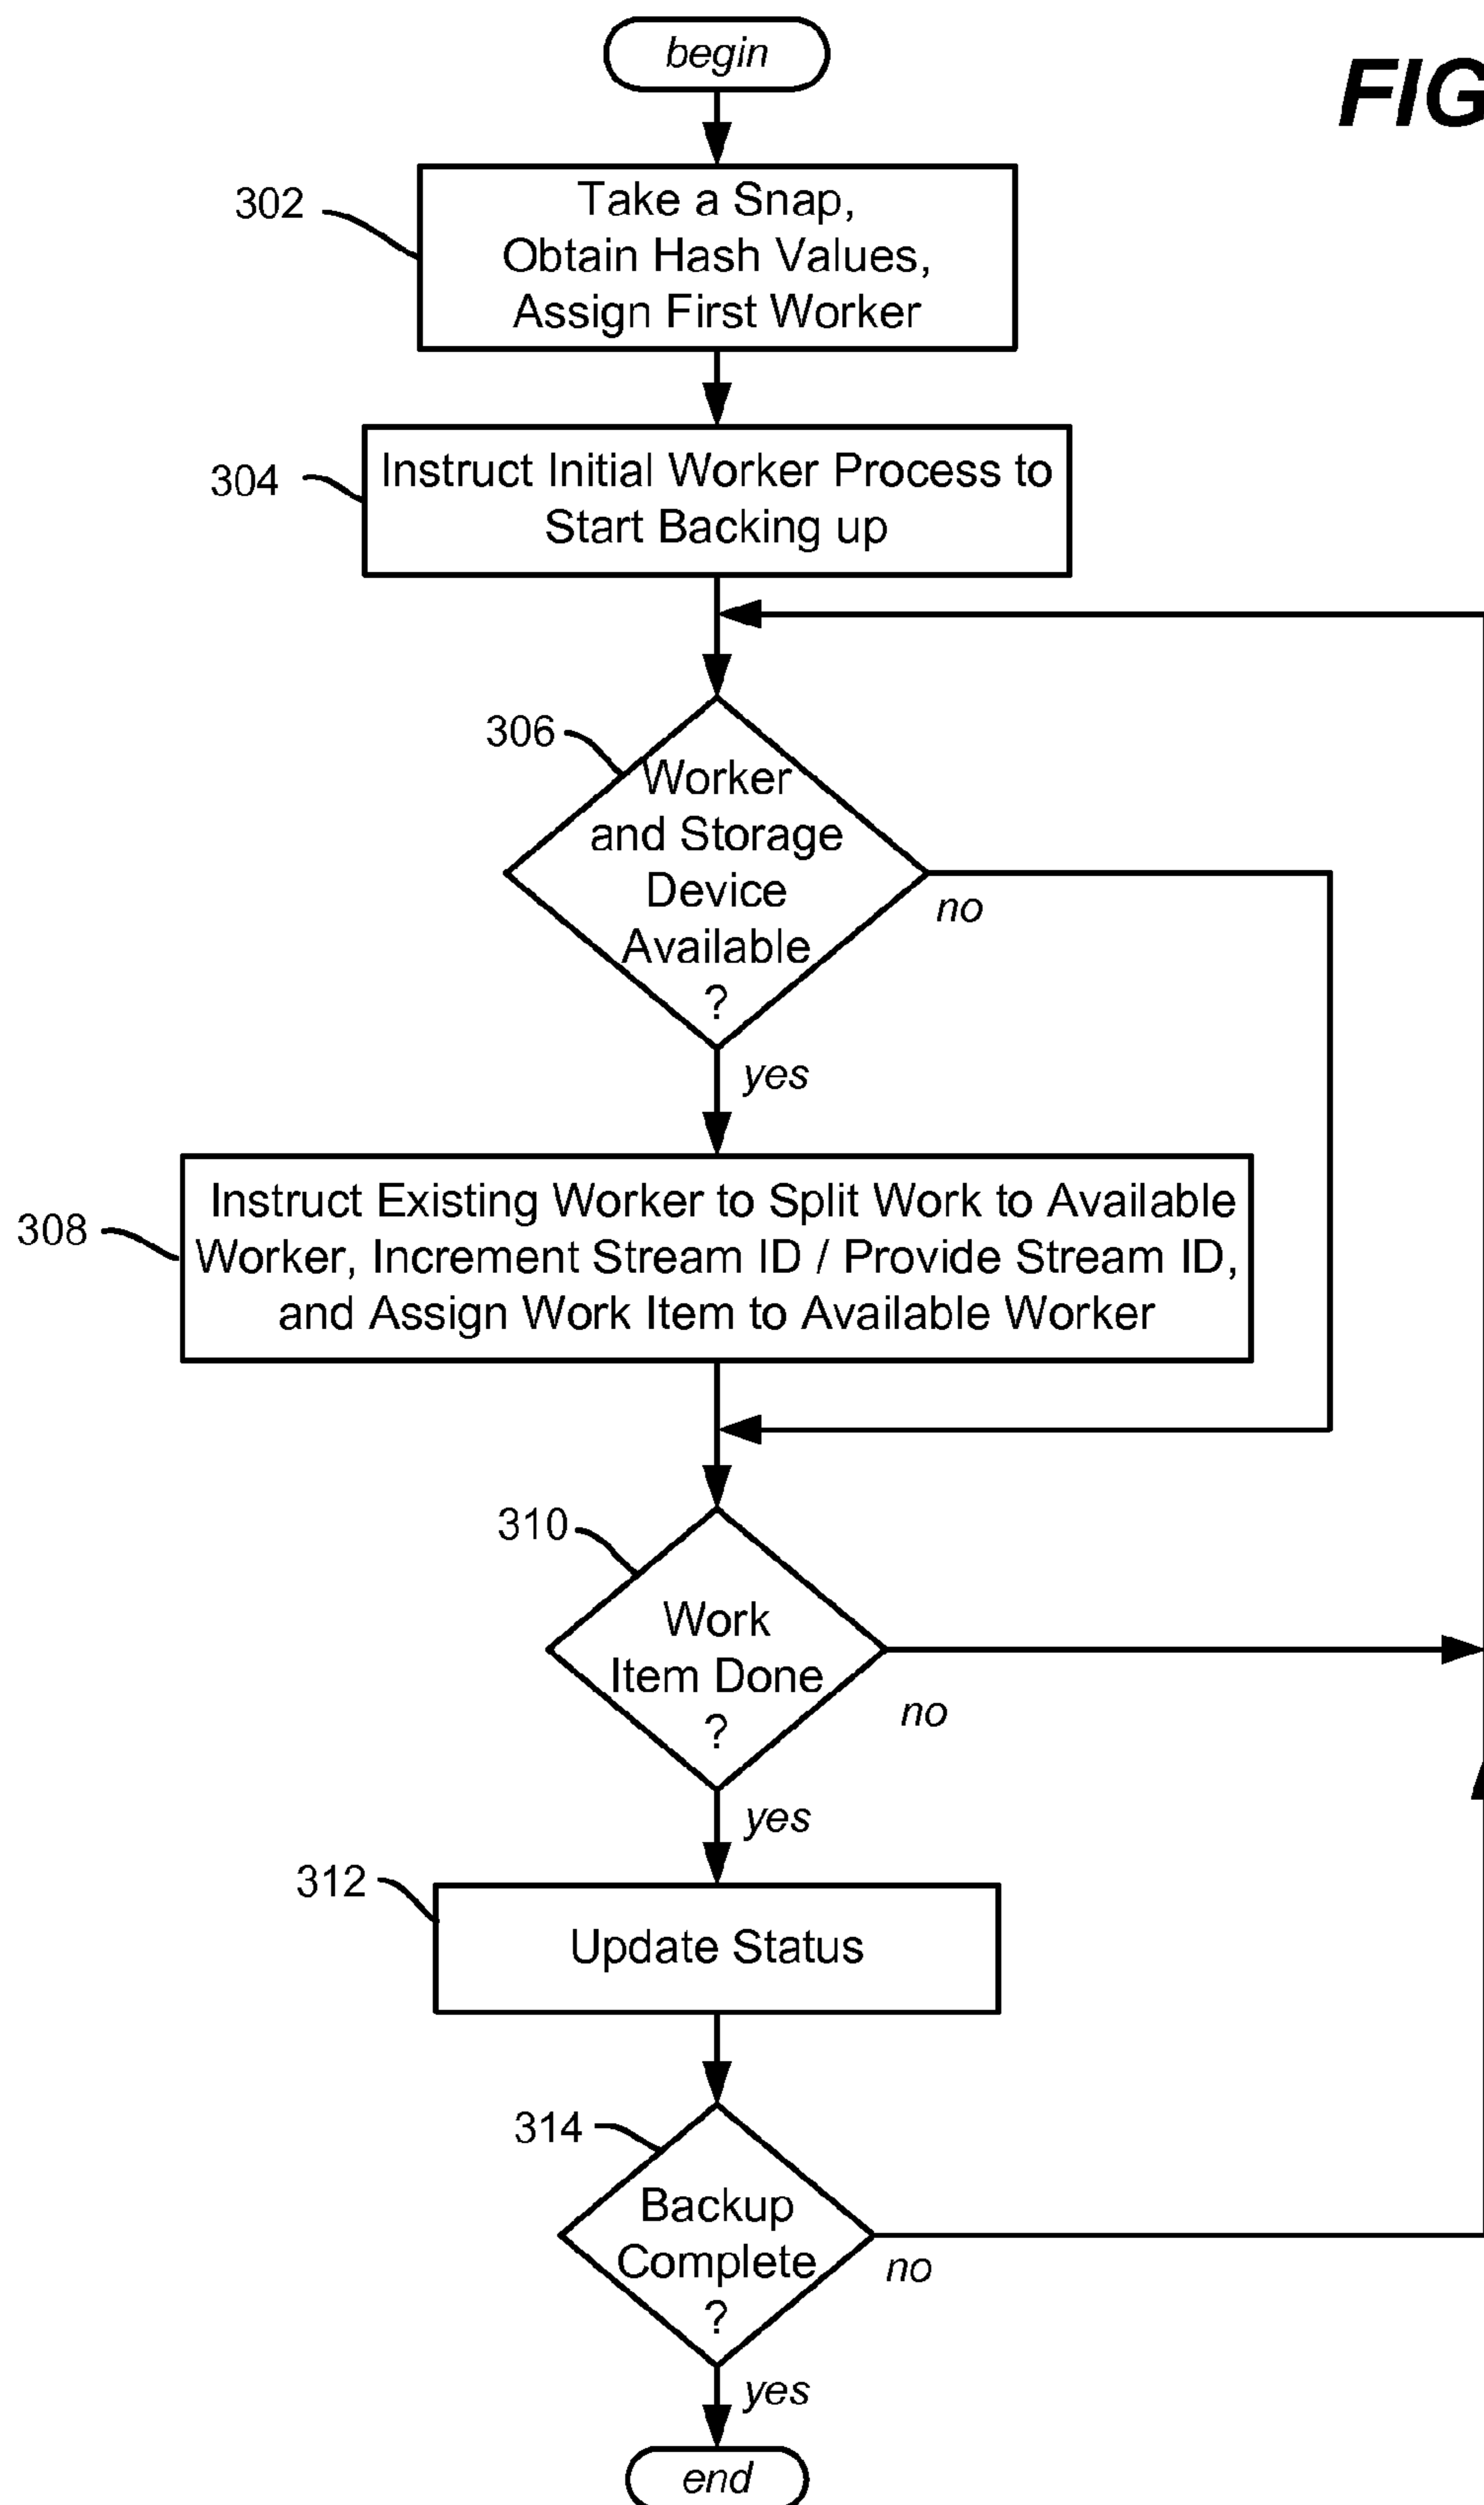 begin
FIG
302
Take a Snap,
Obtain Hash Values,
Assign First Worker
304
Instruct Initial Worker Process to
Start Backing up
306
Worker
and Storage
Device
Available
?
no
yes
308
Instruct Existing Worker to Split Work to Available
Worker, Increment Stream ID / Provide Stream ID,
and Assign Work Item to Available Worker
310
Work
Item Done
?
no
yes
312
Update Status
314
Backup
Complete
?
no
yes
end